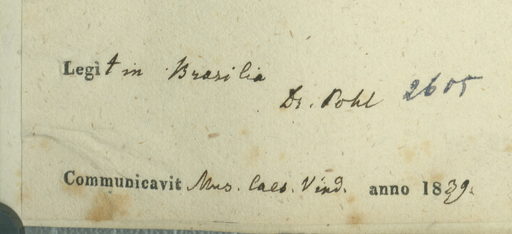 Legit in Brasilia
Dr. Pohl 2605
Communicavit Mus. Caes. Vind. anno 1839.